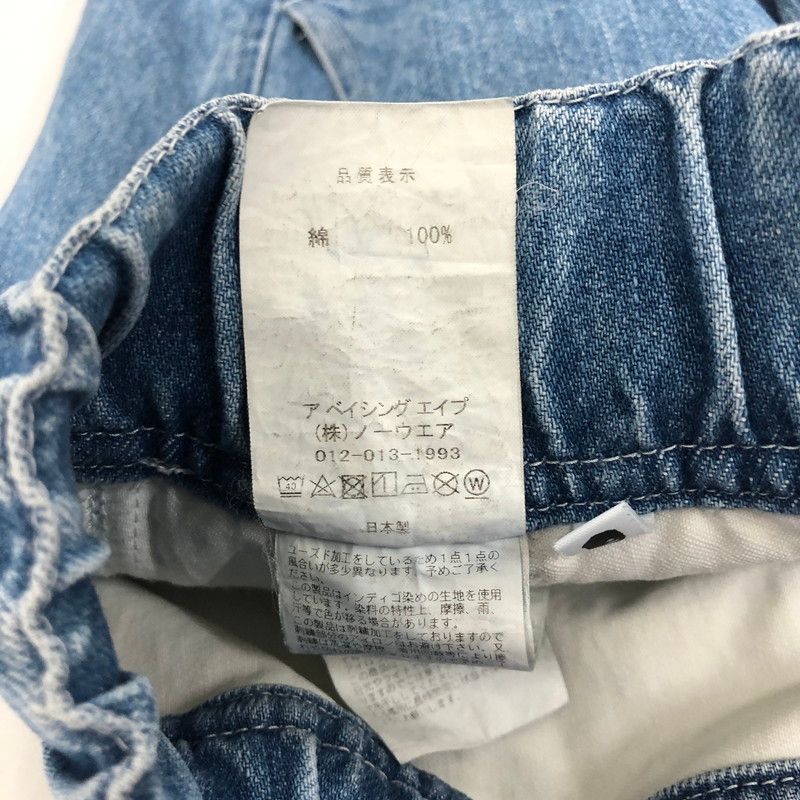 品質表示
綿 100%
ア ベイシング エイプ
(株)ノーウエア
012-013-1993
40 W
日本製
ユーズド加工をしているため1点1点の
風合いが多少異なります。予めご了承く
ださい。
この製品はインディゴ染めの生地を使用
しています。染料の特性上、摩擦、雨、
汗等で色が移る場合があります。
この製品は刺繍加工をしておりますので